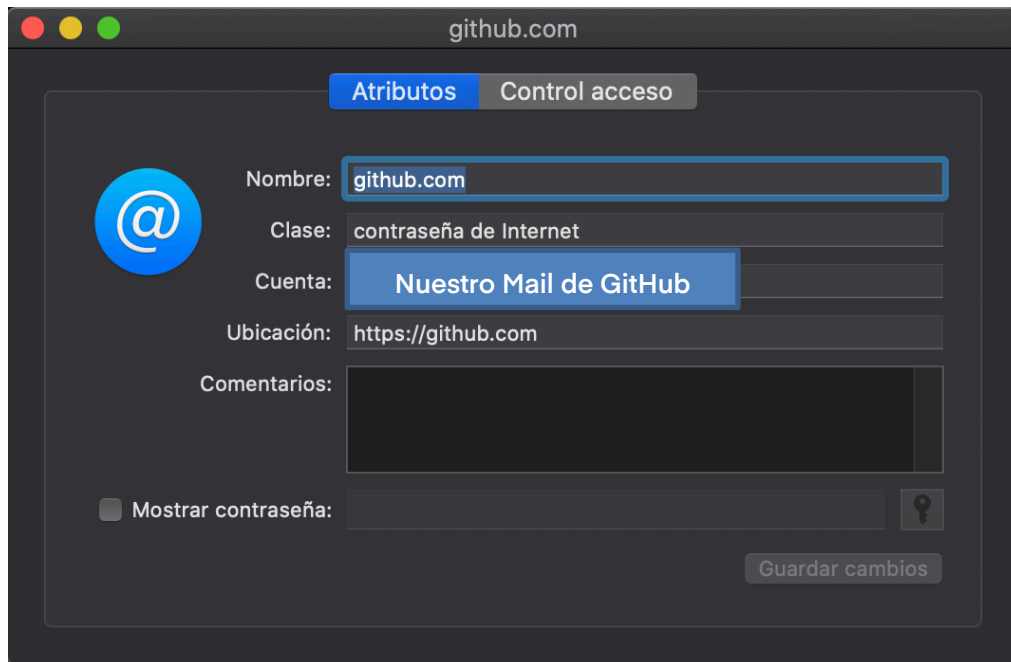 github.com
Atributos Control acceso
Nombre: github.com
Clase: contraseña de Internet
Cuenta: Nuestro Mail de GitHub
Ubicación: https://github.com
Comentarios:
Mostrar contraseña:
Guardar cambios